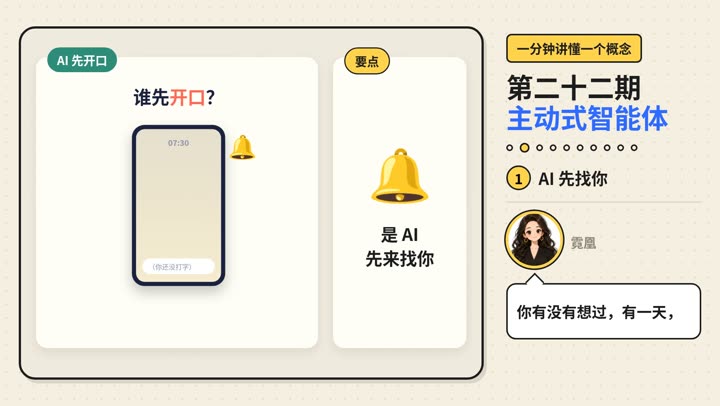 AI 先开口
谁先开口？
07:30
（你还没打字）
要点
是 AI
先来找你
一分钟讲懂一个概念
第二十二期
主动式智能体
1 AI 先找你
霓凰
你有没有想过，有一天，